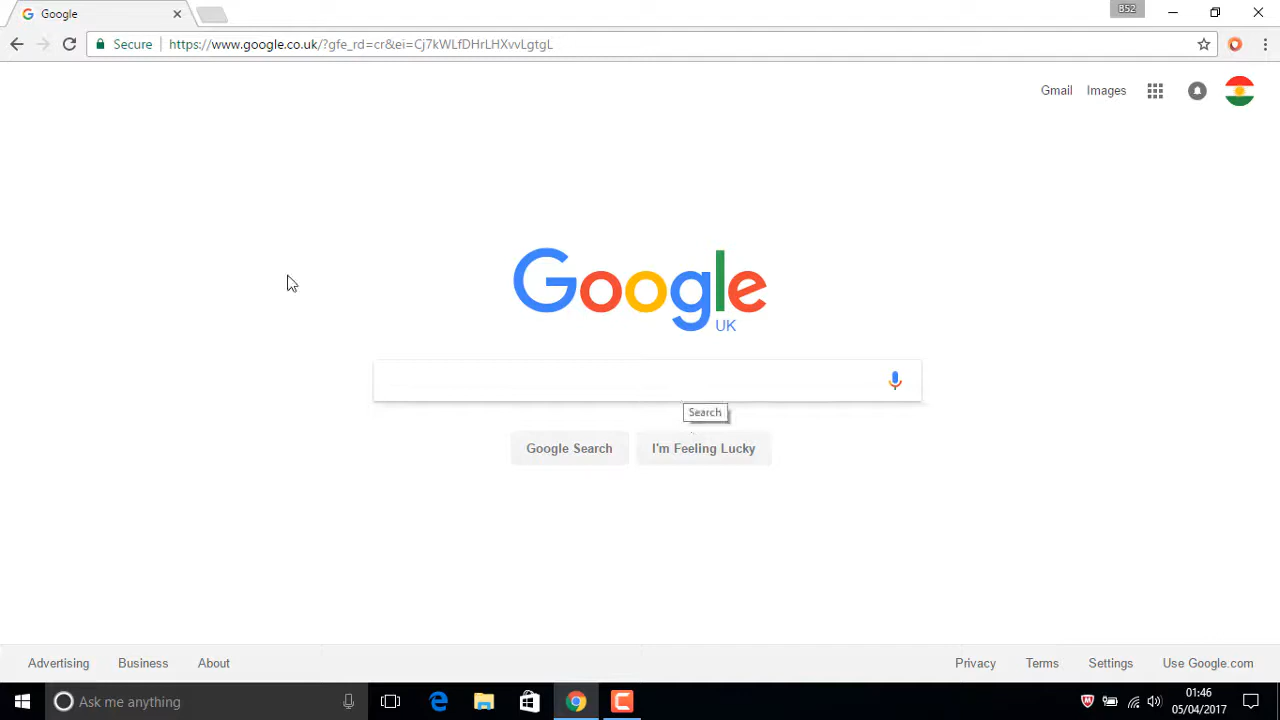 Google
B52
Secure
https://www.google.co.uk/?gfe_rd=cr&ei=Cj7kWLfDHrLHXvvLgtgL
Gmail Images
Google
UK
Search
Google Search I'm Feeling Lucky
Advertising Business About Privacy Terms Settings Use Google.com
Ask me anything
01:46
05/04/2017